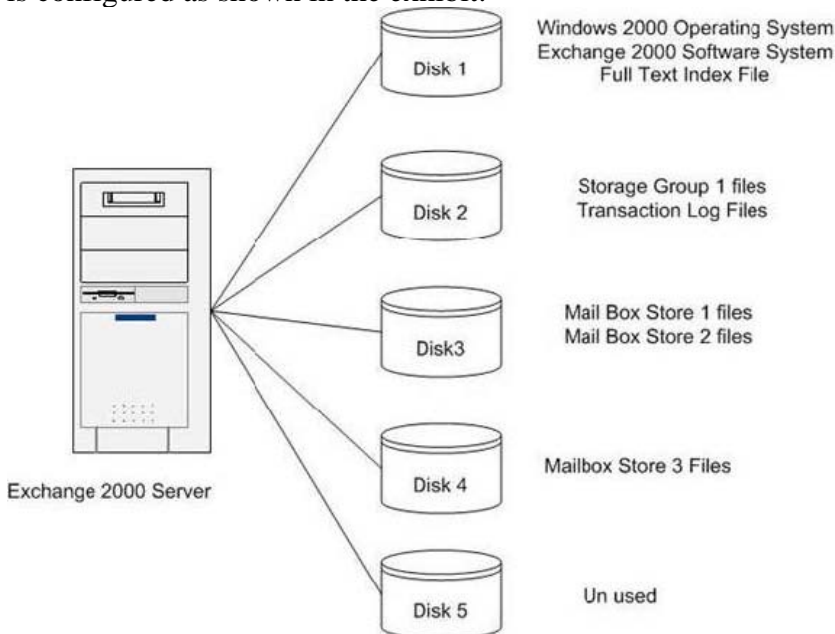 is configured as shown in the exhibit.
Disk 1
Windows 2000 Operating System
Exchange 2000 Software System
Full Text Index File
Disk 2
Storage Group 1 files
Transaction Log Files
Disk3
Mail Box Store 1 files
Mail Box Store 2 files
Disk 4
Mailbox Store 3 Files
Exchange 2000 Server
Disk 5
Un used